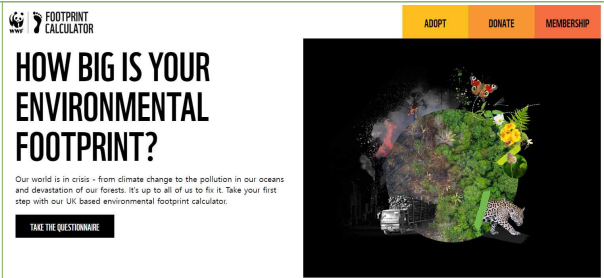 WWF
FOOTPRINT
CALCULATOR
ADOPT
DONATE
MEMBERSHIP
HOW BIG IS YOUR
ENVIRONMENTAL
FOOTPRINT?
Our world is in crisis - from climate change to the pollution in our oceans
and devastation of our forests. It's up to all of us to fix it. Take your first
step with our UK based environmental footprint calculator.
TAKE THE QUESTIONNAIRE